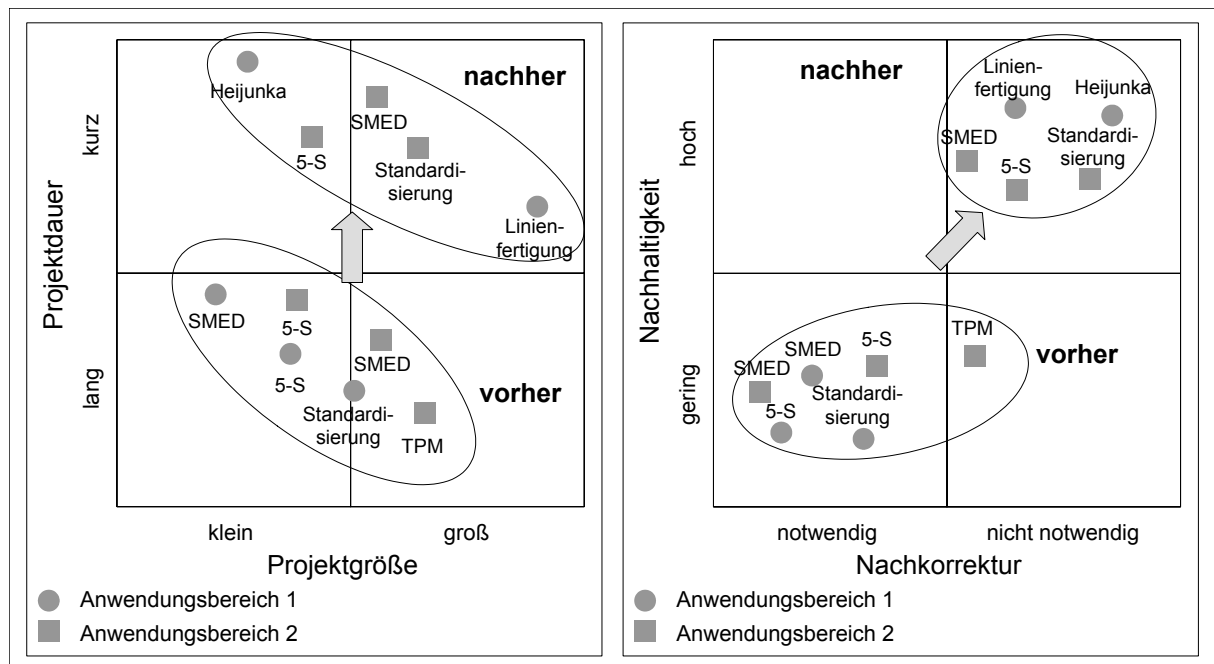 nachher
Heijunka
SMED
5-S
Standardi-
sierung
Linien-
fertigung
kurz
Projektdauer
lang
SMED
5-S
5-S
SMED
Standardi-
sierung
vorher
TPM
klein
groß
Projektgröße
Anwendungsbereich 1
Anwendungsbereich 2
nachher
Linien-
fertigung
Heijunka
SMED
5-S
Standardi-
sierung
hoch
Nachhaltigkeit
gering
TPM
SMED
5-S
SMED
5-S
Standardi-
sierung
vorher
notwendig
nicht notwendig
Nachkorrektur
Anwendungsbereich 1
Anwendungsbereich 2